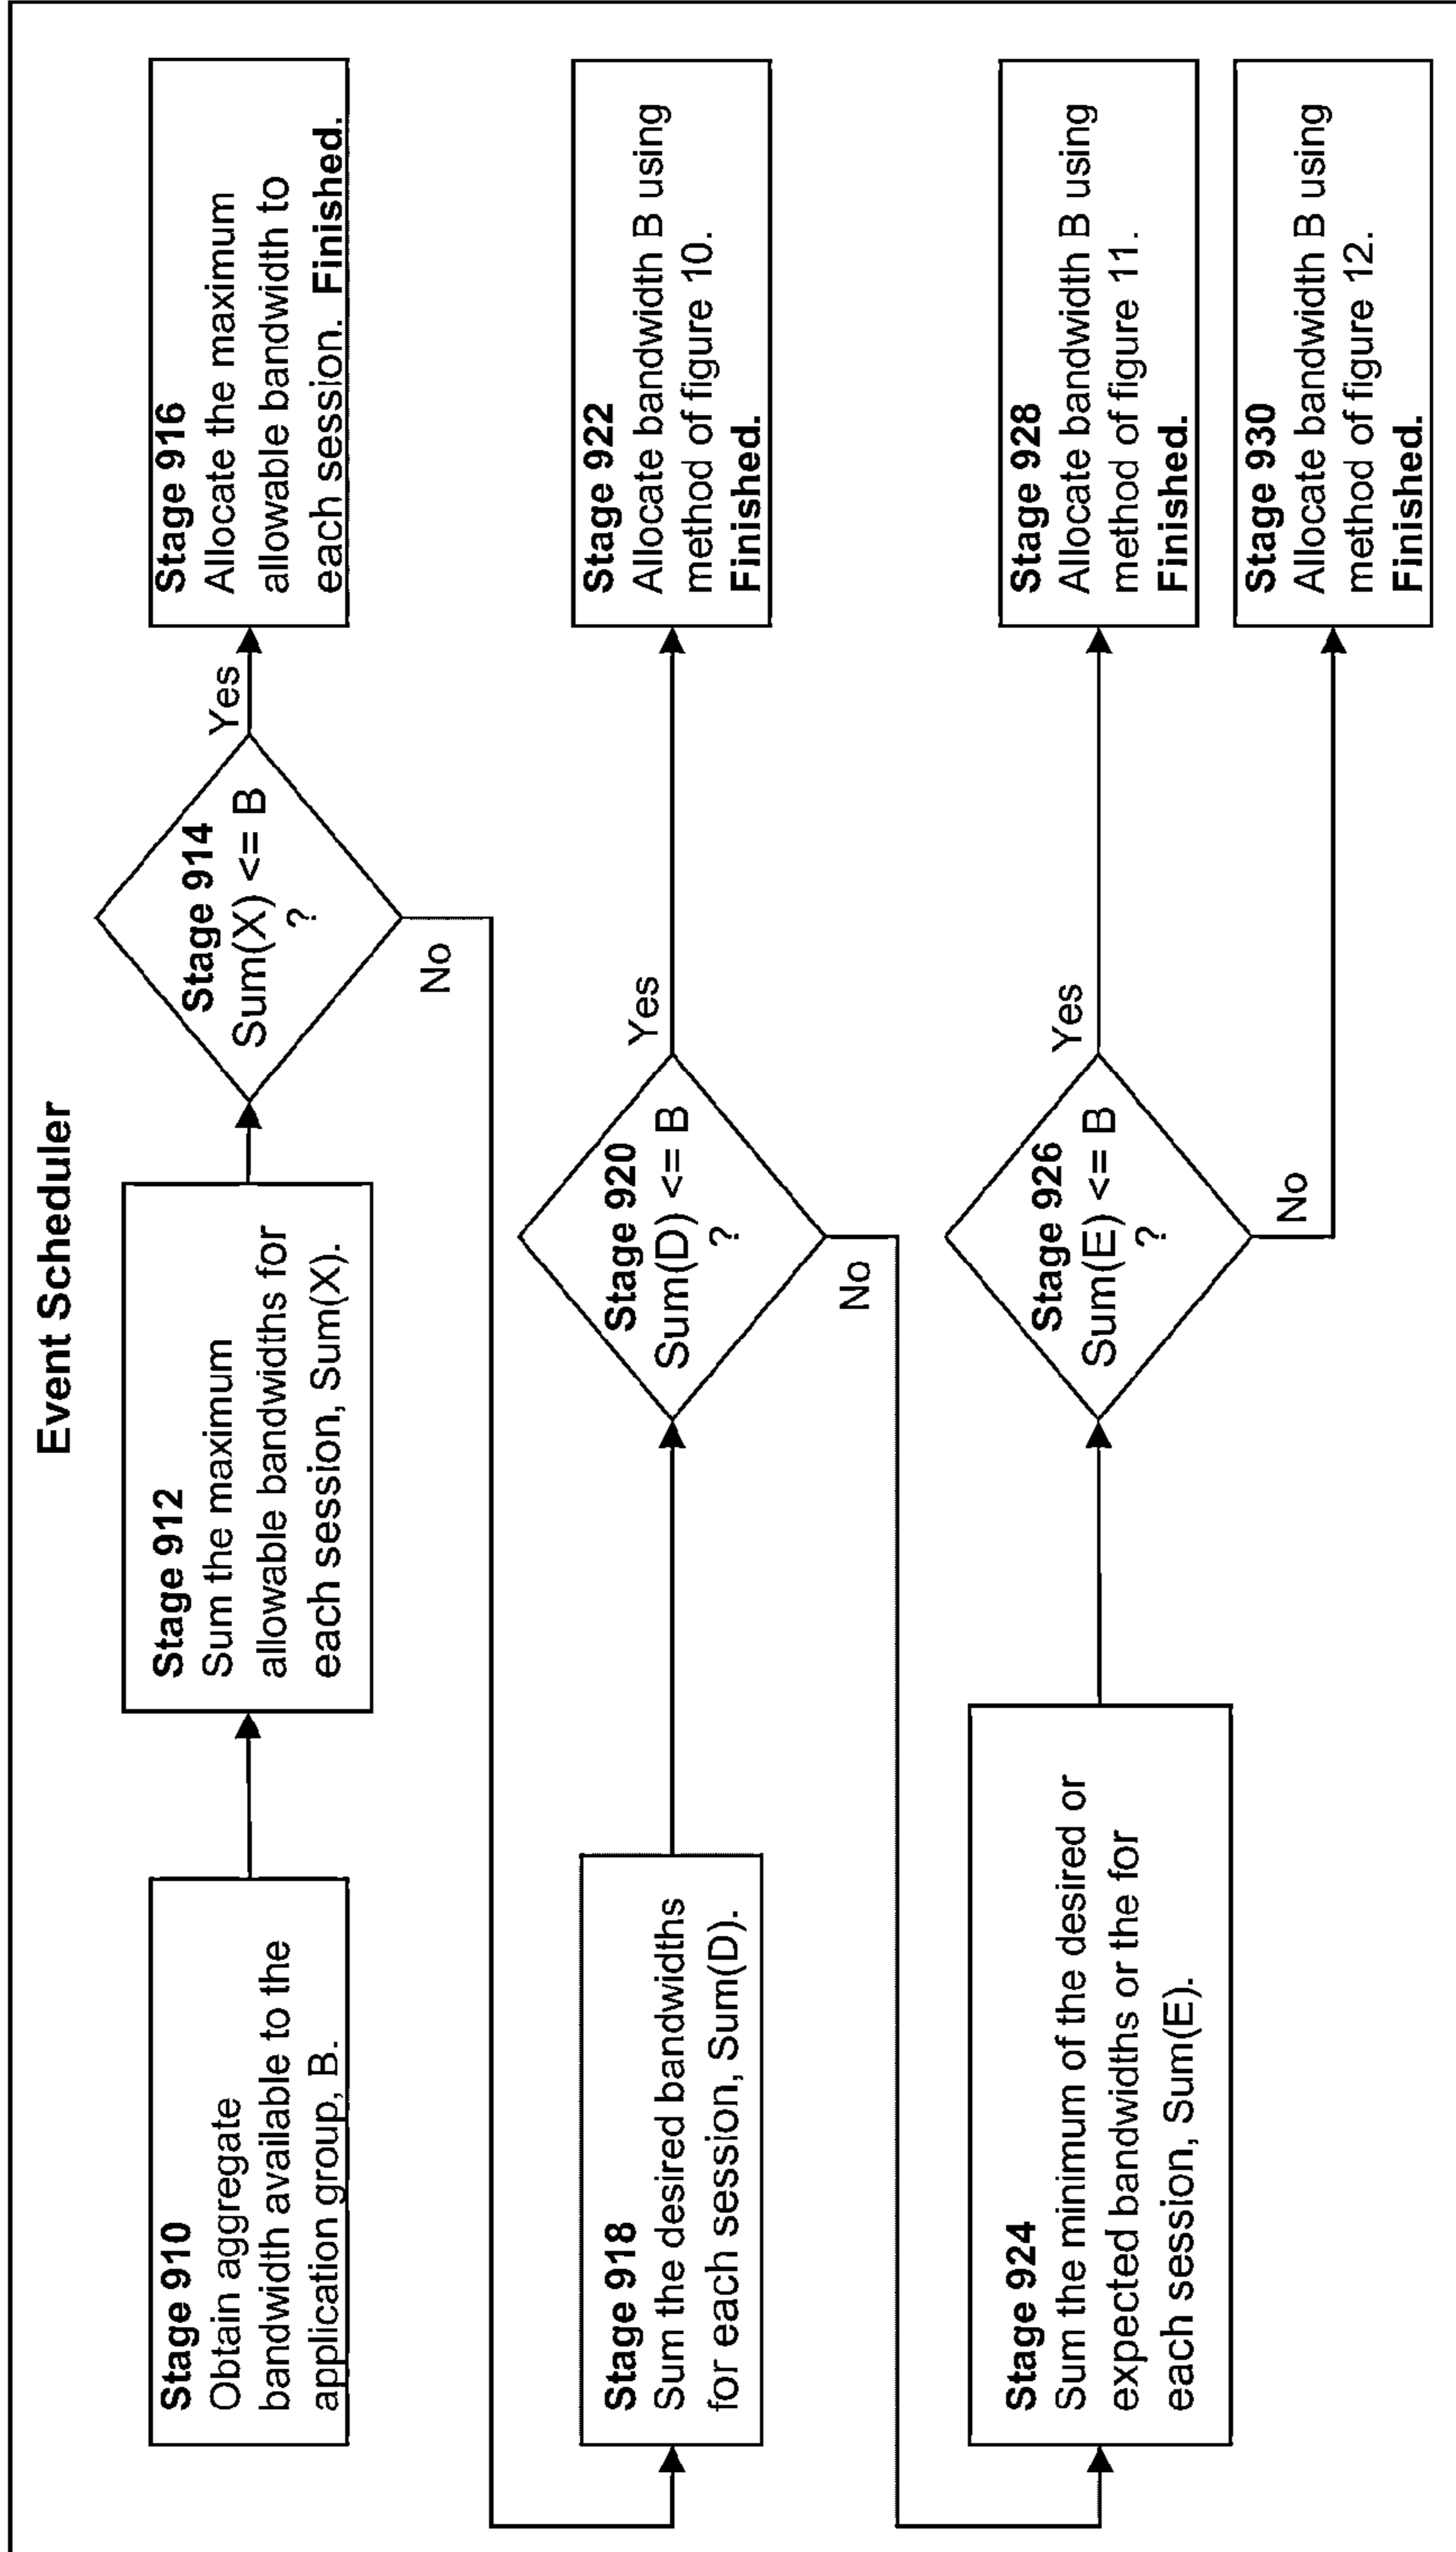 Event Scheduler
Stage 910
Obtain aggregate
bandwidth available to the
application group, B.
Stage 912
Sum the maximum
allowable bandwidths for
each session, Sum(X).
Stage 914
Sum(X) <= B
?
Yes
No
Stage 916
Allocate the maximum
allowable bandwidth to
each session. Finished.
Stage 918
Sum the desired bandwidths
for each session, Sum(D).
Stage 920
Sum(D) <= B
?
Yes
No
Stage 922
Allocate bandwidth B using
method of figure 10.
Finished.
Stage 924
Sum the minimum of the desired or
expected bandwidths or the for
each session, Sum(E).
Stage 926
Sum(E) <= B
?
Yes
No
Stage 928
Allocate bandwidth B using
method of figure 11.
Finished.
Stage 930
Allocate bandwidth B using
method of figure 12.
Finished.